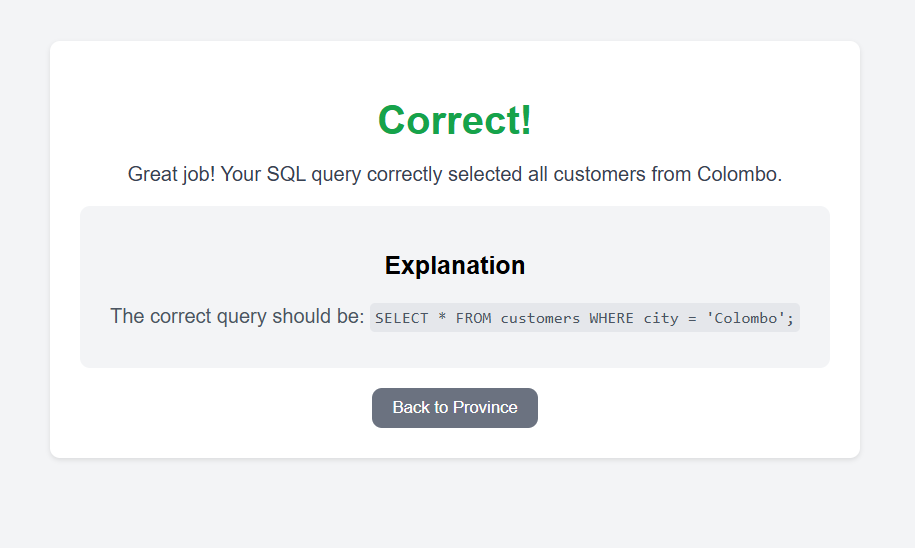 Correct!
Great job! Your SQL query correctly selected all customers from Colombo.
Explanation
The correct query should be: SELECT * FROM customers WHERE city = 'Colombo';
Back to Province